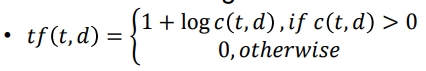 • tf(t, d) = { 1 + log c(t, d) , if c(t, d) > 0
0, otherwise